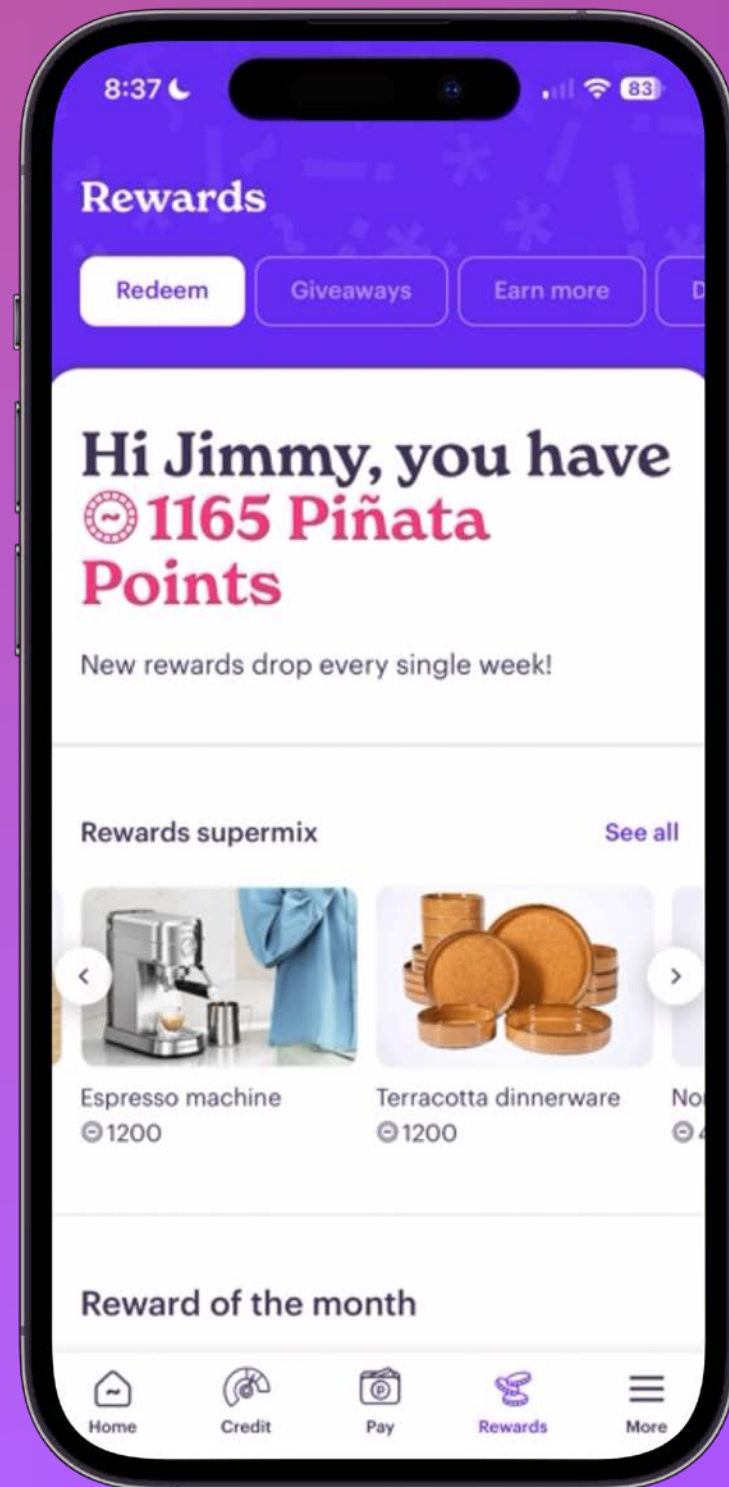 8:37
83
Rewards
Redeem
Giveaways
Earn more
D
Hi Jimmy, you have
1165 Piñata
Points
New rewards drop every single week!
Rewards supermix
See all
Espresso machine
1200
Terracotta dinnerware
1200
Reward of the month
Home
Credit
Pay
Rewards
More